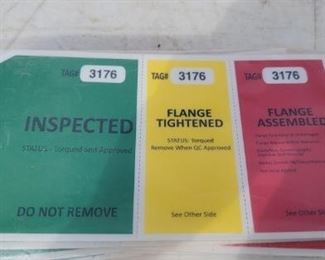 TAG# 3176
INSPECTED
STATUS: Torqued and Approved
DO NOT REMOVE
TAG# 3176
FLANGE
TIGHTENED
STATUS: Torqued
Remove When QC Approved
See Other Side
TAG# 3176
FLANGE
ASSEMBLED
See Other Side